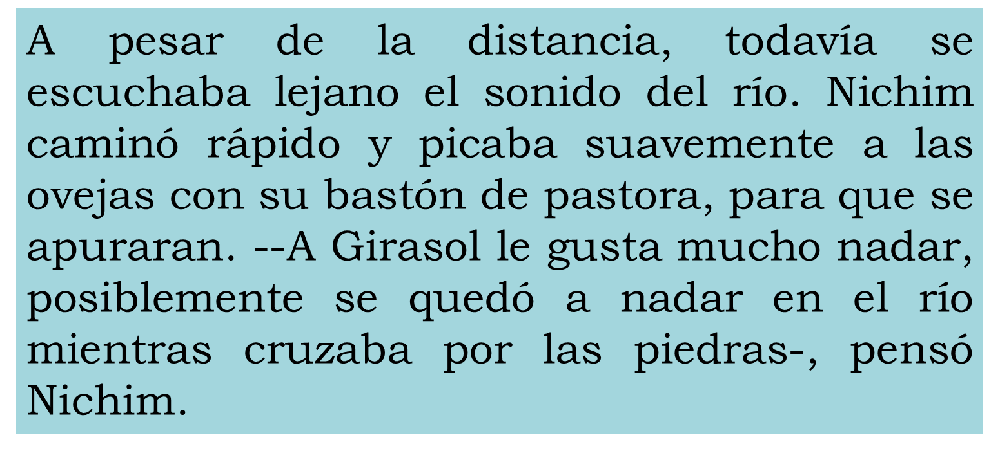 A pesar de la distancia, todavía se
escuchaba lejano el sonido del río. Nichim
caminó rápido y picaba suavemente a las
ovejas con su bastón de pastora, para que se
apuraran. --A Girasol le gusta mucho nadar,
posiblemente se quedó a nadar en el río
mientras cruzaba por las piedras-, pensó
Nichim.